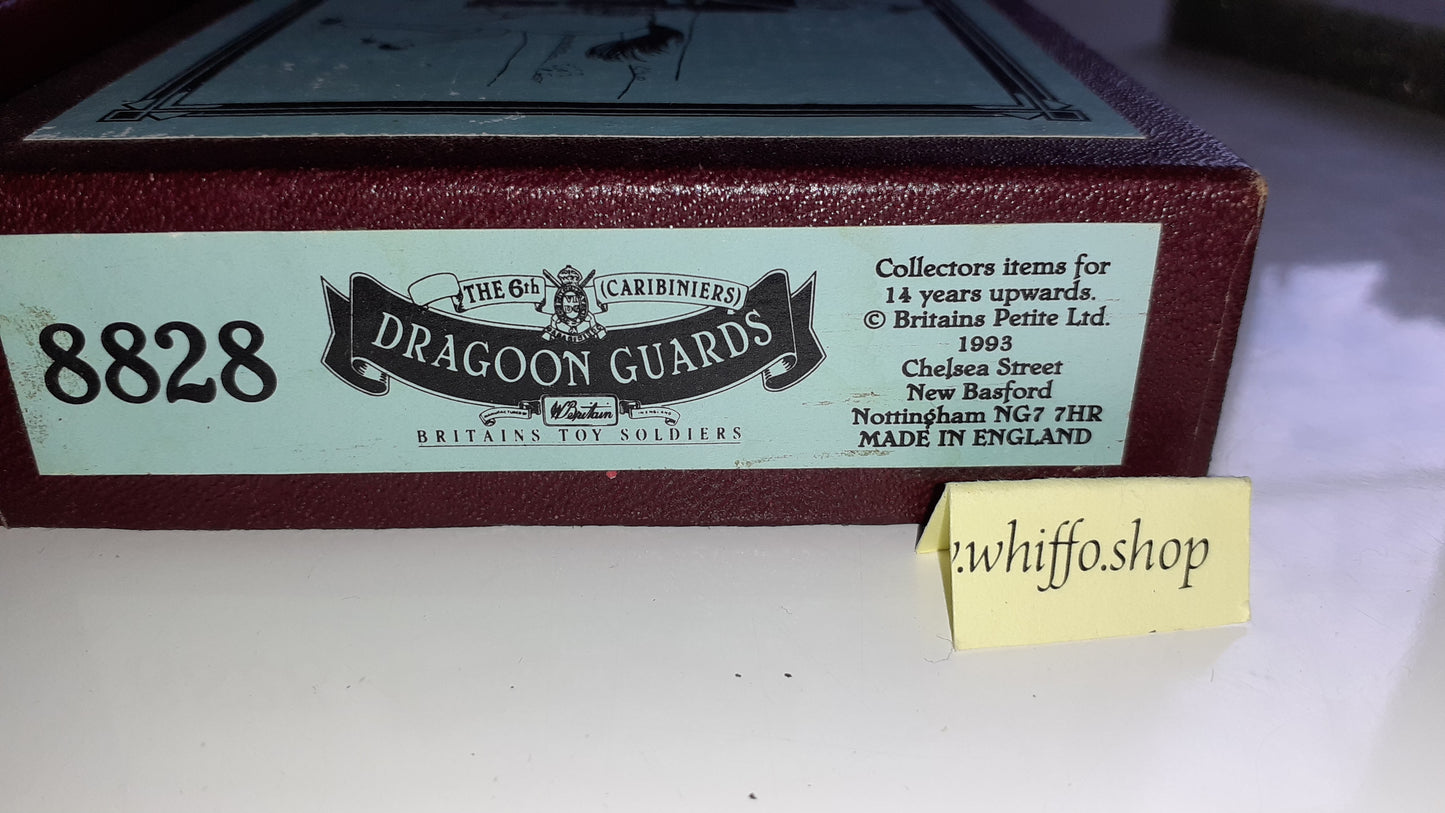 8828
THE 6th (CARIBINIERS)
DRAGOON GUARDS
W Britain
BRITAINS TOY SOLDIERS
Collectors items for
14 years upwards.
© Britains Petite Ltd.
1993
Chelsea Street
New Basford
Nottingham NG7 7HR
MADE IN ENGLAND
.whiffo.shop